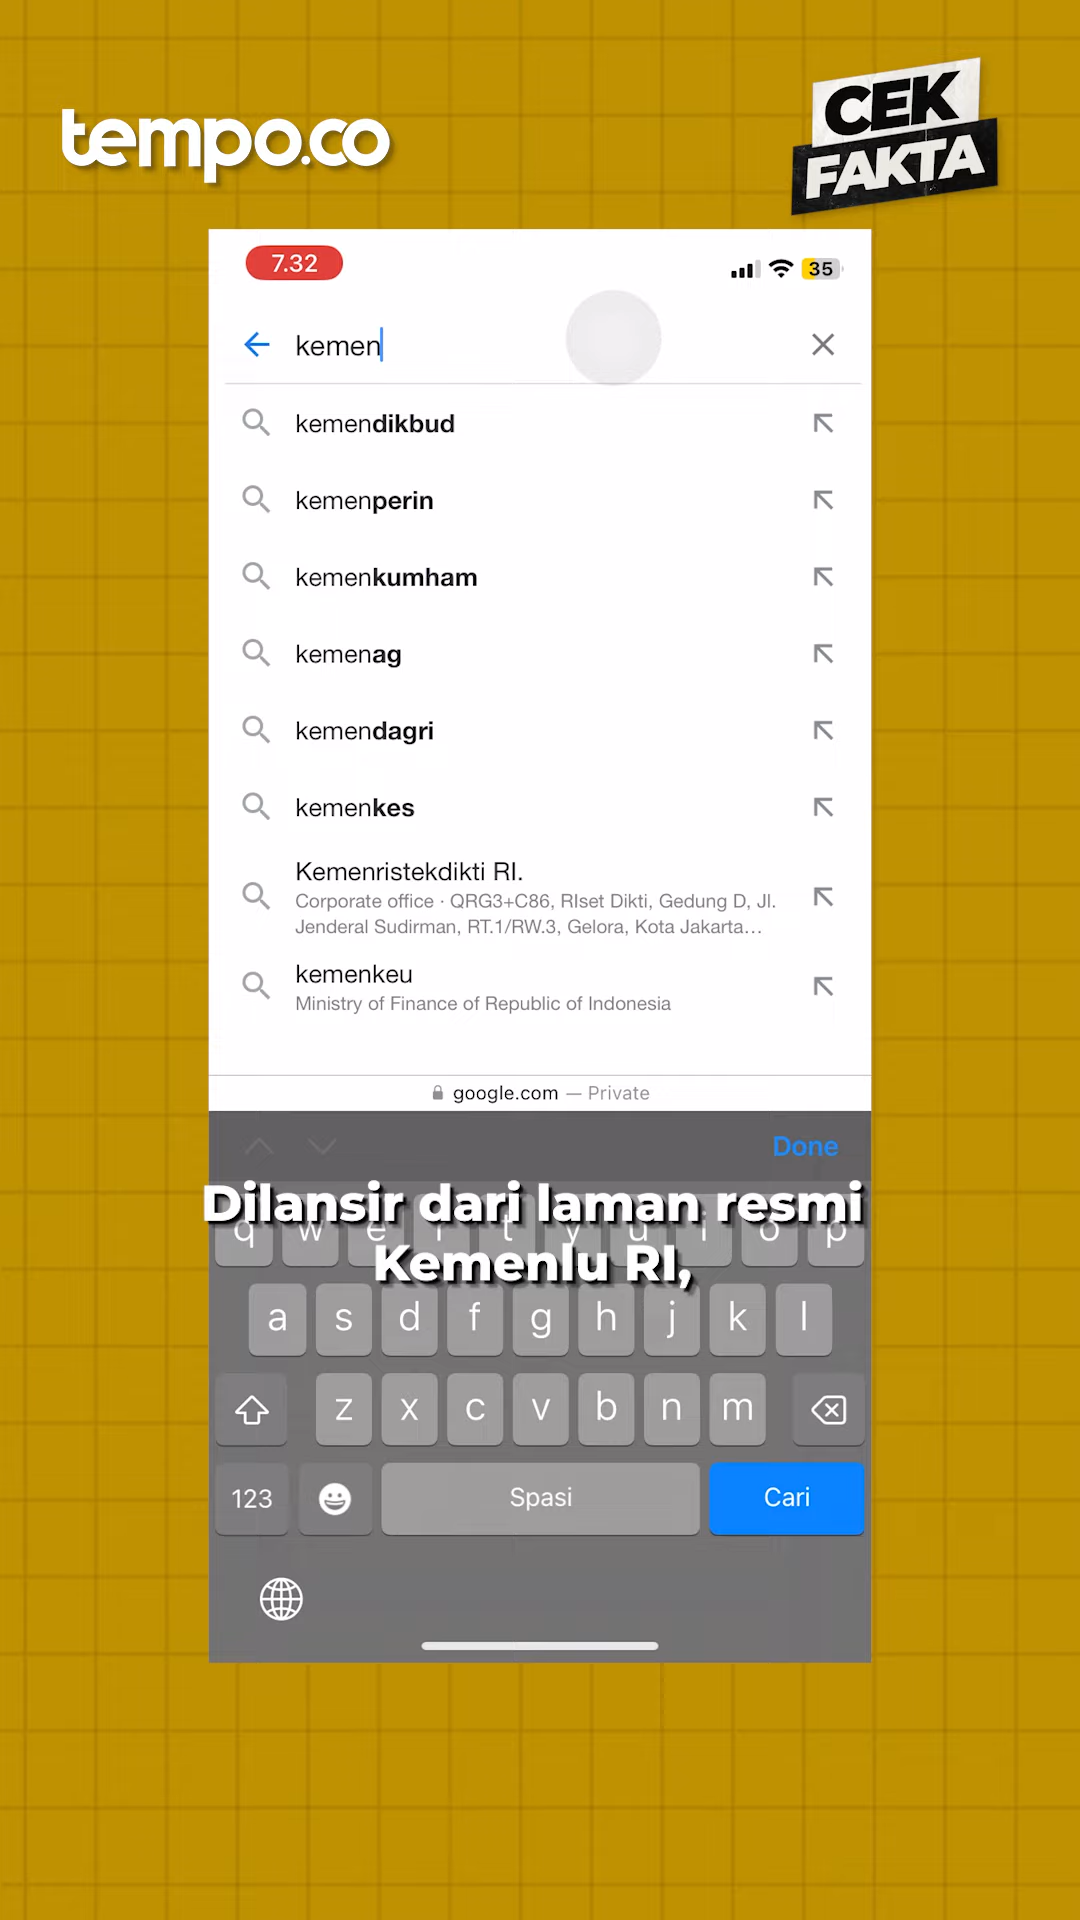 tempo.co
CEK
FAKTA
7.32
35
kemen
kemendikbud
kemenperin
kemenkumham
kemenag
kemendagri
kemenkes
Kemenristekdikti RI.
Corporate office · QRG3+C86, RIset Dikti, Gedung D, Jl.
Jenderal Sudirman, RT.1/RW.3, Gelora, Kota Jakarta...
kemenkeu
Ministry of Finance of Republic of Indonesia
google.com — Private
Done
Dilansir dari laman resmi
q w e r t y u i o p
Kemenlu RI,
a s d f g h j k l
z x c v b n m
123 Spasi Cari